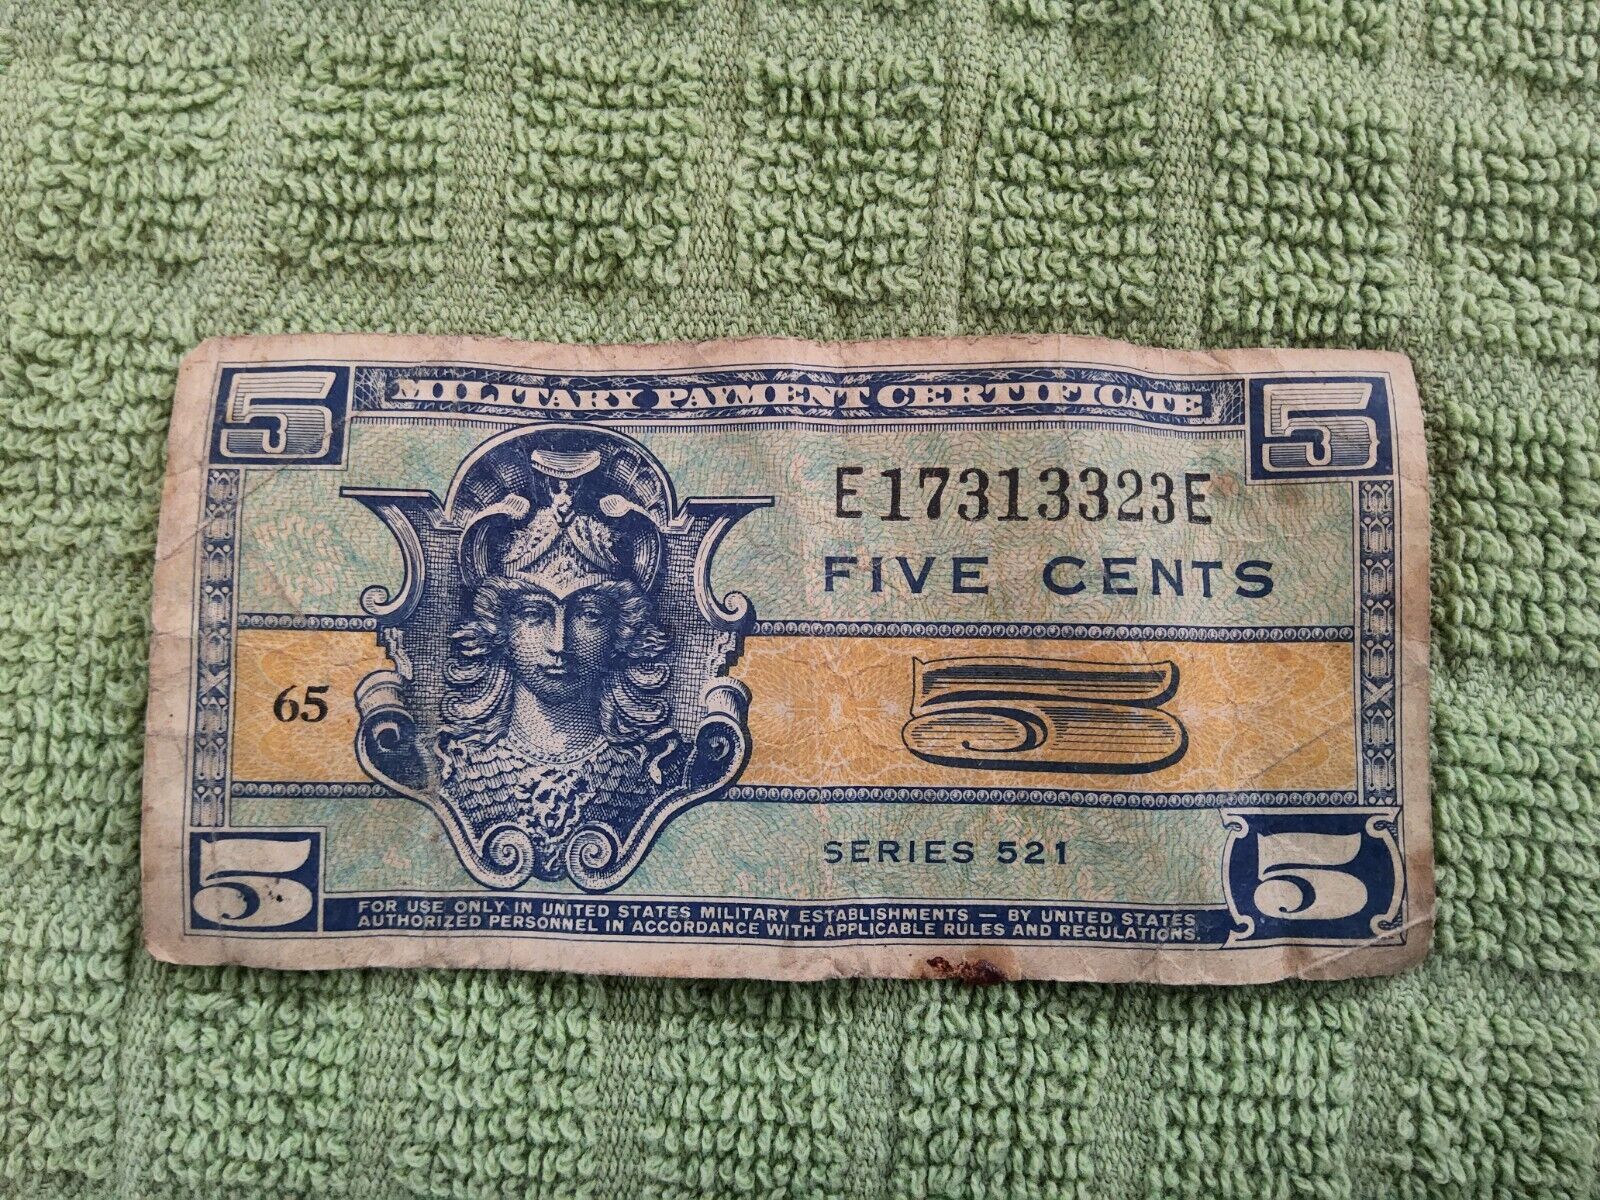 5 MILITARY PAYMENT CERTIFICATE 5
E17313323E
FIVE CENTS
65
5
SERIES 521
5 5
FOR USE ONLY IN UNITED STATES MILITARY ESTABLISHMENTS — BY UNITED STATES
AUTHORIZED PERSONNEL IN ACCORDANCE WITH APPLICABLE RULES AND REGULATIONS.